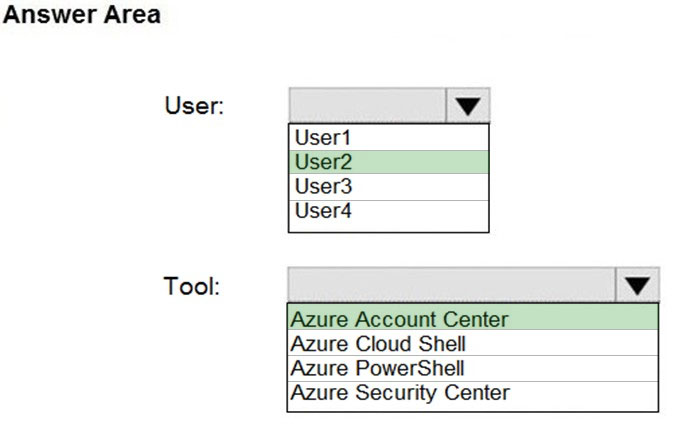 Answer Area
User:
User1
User2
User3
User4
Tool:
Azure Account Center
Azure Cloud Shell
Azure PowerShell
Azure Security Center